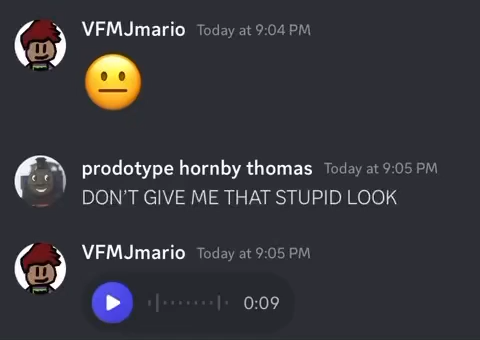 VFMJmario Today at 9:04 PM
prodotype hornby thomas Today at 9:05 PM
DON'T GIVE ME THAT STUPID LOOK
VFMJmario Today at 9:05 PM
0:09